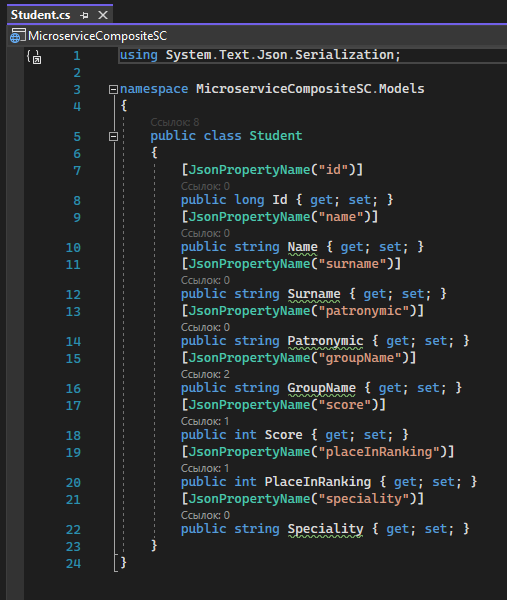 Student.cs
MicroserviceCompositeSC
1 using System.Text.Json.Serialization;
2
3 namespace MicroserviceCompositeSC.Models
4 {
Ссылок: 8
5 public class Student
6 {
7 [JsonPropertyName("id")]
Ссылок: 0
8 public long Id { get; set; }
9 [JsonPropertyName("name")]
Ссылок: 0
10 public string Name { get; set; }
11 [JsonPropertyName("surname")]
Ссылок: 0
12 public string Surname { get; set; }
13 [JsonPropertyName("patronymic")]
Ссылок: 0
14 public string Patronymic { get; set; }
15 [JsonPropertyName("groupName")]
Ссылок: 2
16 public string GroupName { get; set; }
17 [JsonPropertyName("score")]
Ссылок: 1
18 public int Score { get; set; }
19 [JsonPropertyName("placeInRanking")]
Ссылок: 1
20 public int PlaceInRanking { get; set; }
21 [JsonPropertyName("speciality")]
Ссылок: 0
22 public string Speciality { get; set; }
23 }
24 }